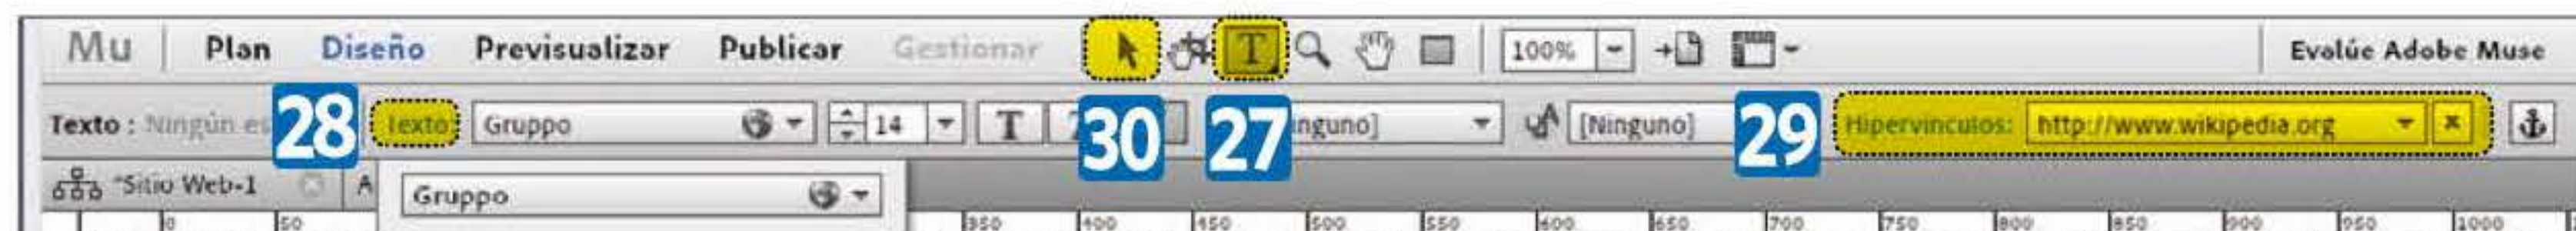 Mu Plan Diseño Previsualizar Publicar Gestionar T 100% Evalúe Adobe Muse
Texto : Ningún es 28 Texto Gruppo 14 T 30 27 nguno] [Ninguno] 29 Hipervínculos: http://www.wikipedia.org x
*Sitio Web-1 A Gruppo
0 50 350 400 450 500 550 600 650 700 750 800 850 900 950 1000